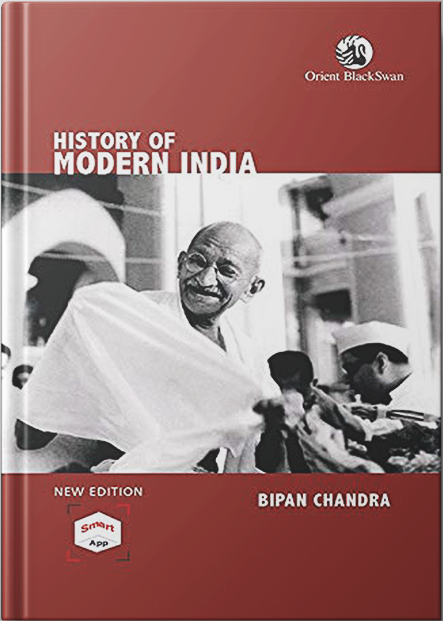 Orient BlackSwan
HISTORY OF
MODERN INDIA
NEW EDITION
BIPAN CHANDRA
Smart
App